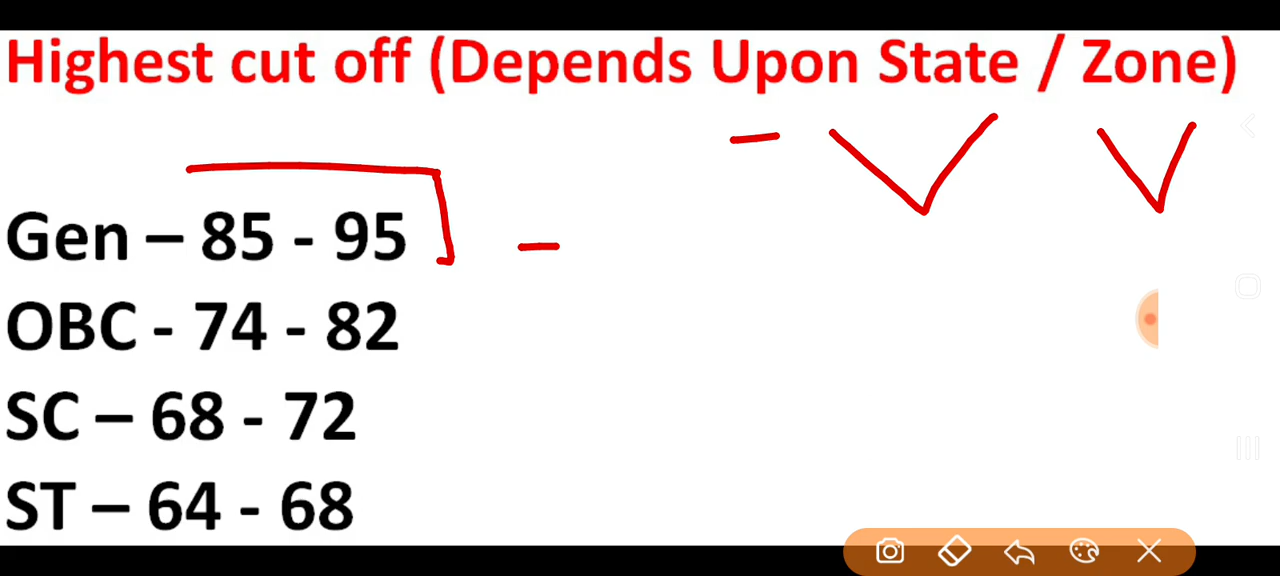 Highest cut off (Depends Upon State / Zone)
Gen – 85 - 95
OBC - 74 - 82
SC – 68 - 72
ST – 64 - 68